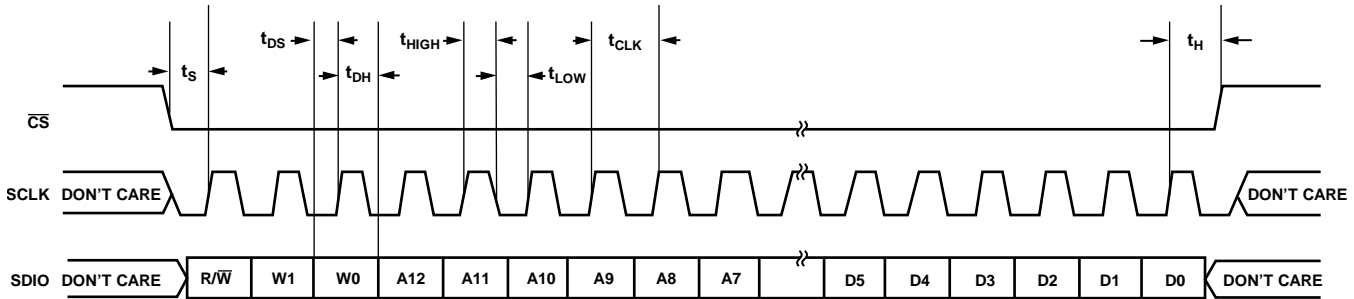 tDS
tHIGH
tCLK
tH
tS
tDH
tLOW
CS
SCLK DON'T CARE DON'T CARE
SDIO DON'T CARE R/W W1 W0 A12 A11 A10 A9 A8 A7 D5 D4 D3 D2 D1 D0 DON'T CARE